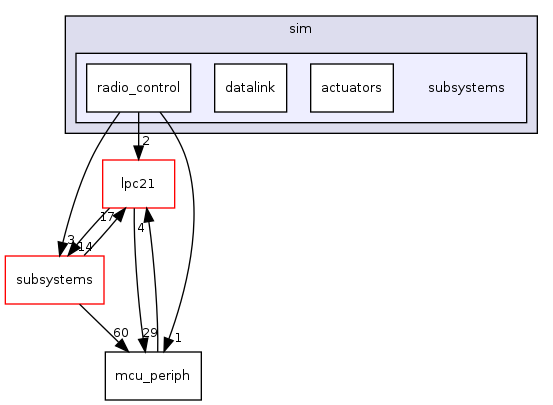 sim
radio_control
datalink
actuators
subsystems
2
lpc21
17
3
14
4
subsystems
60
29
1
mcu_periph